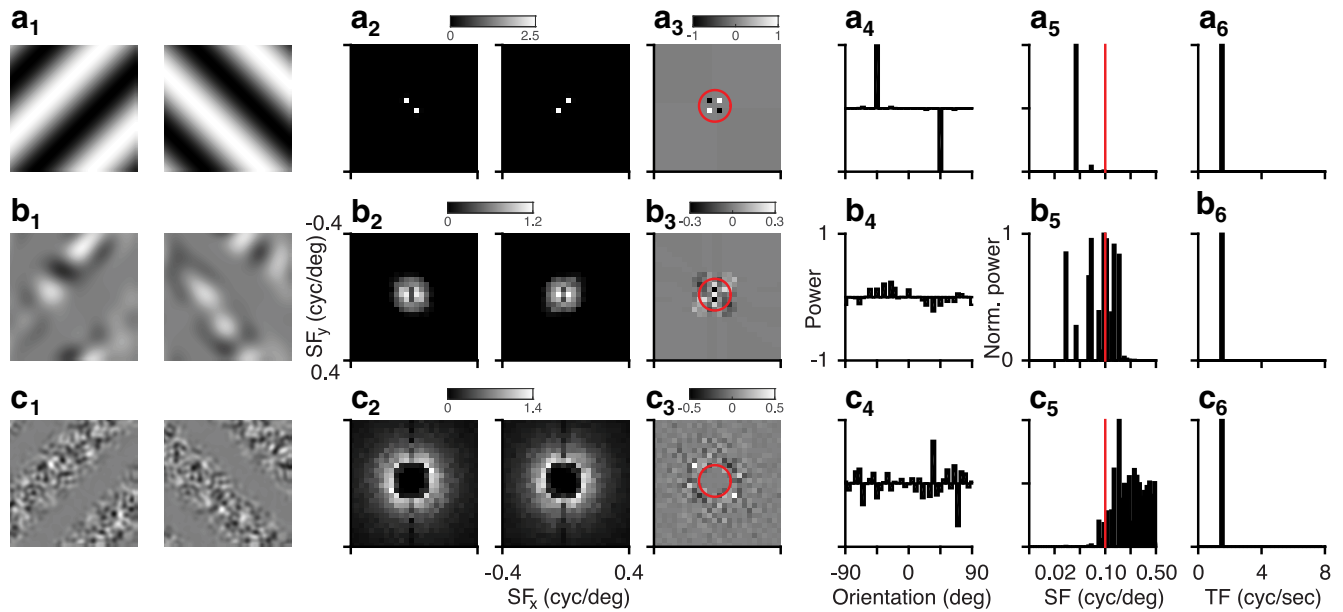 a1 a2 a3 a4 a5 a6
0 2.5 -1 0 1
b1 b2 b3 b4 b5 b6
0 1.2 -0.3 0 0.3
-0.4
SFy (cyc/deg)
0.4
1
Power
-1
1
Norm. power
0
c1 c2 c3 c4 c5 c6
0 1.4 -0.5 0 0.5
-0.4 0.4
SFx (cyc/deg)
-90 0 90
Orientation (deg)
0.02 0.10 0.50
SF (cyc/deg)
0 4 8
TF (cyc/sec)